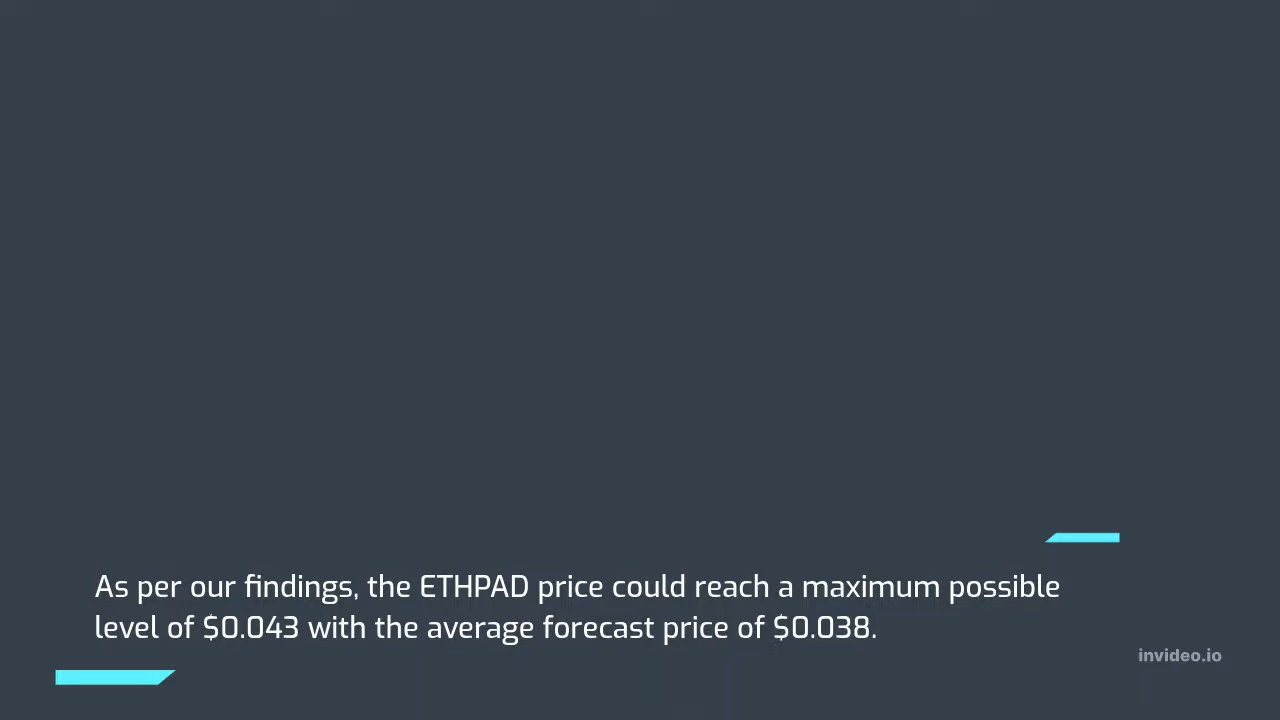 As per our findings, the ETHPAD price could reach a maximum possible
level of $0.043 with the average forecast price of $0.038.
invideo.io